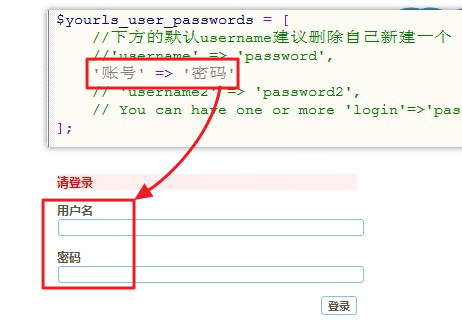 $yourls_user_passwords = [
//下方的默认username建议删除自己新建一个
//'username' => 'password',
'账号' => '密码'
// 'username2' => 'password2',
// You can have one or more 'login'=>'pas
];
请登录
用户名
密码
登录